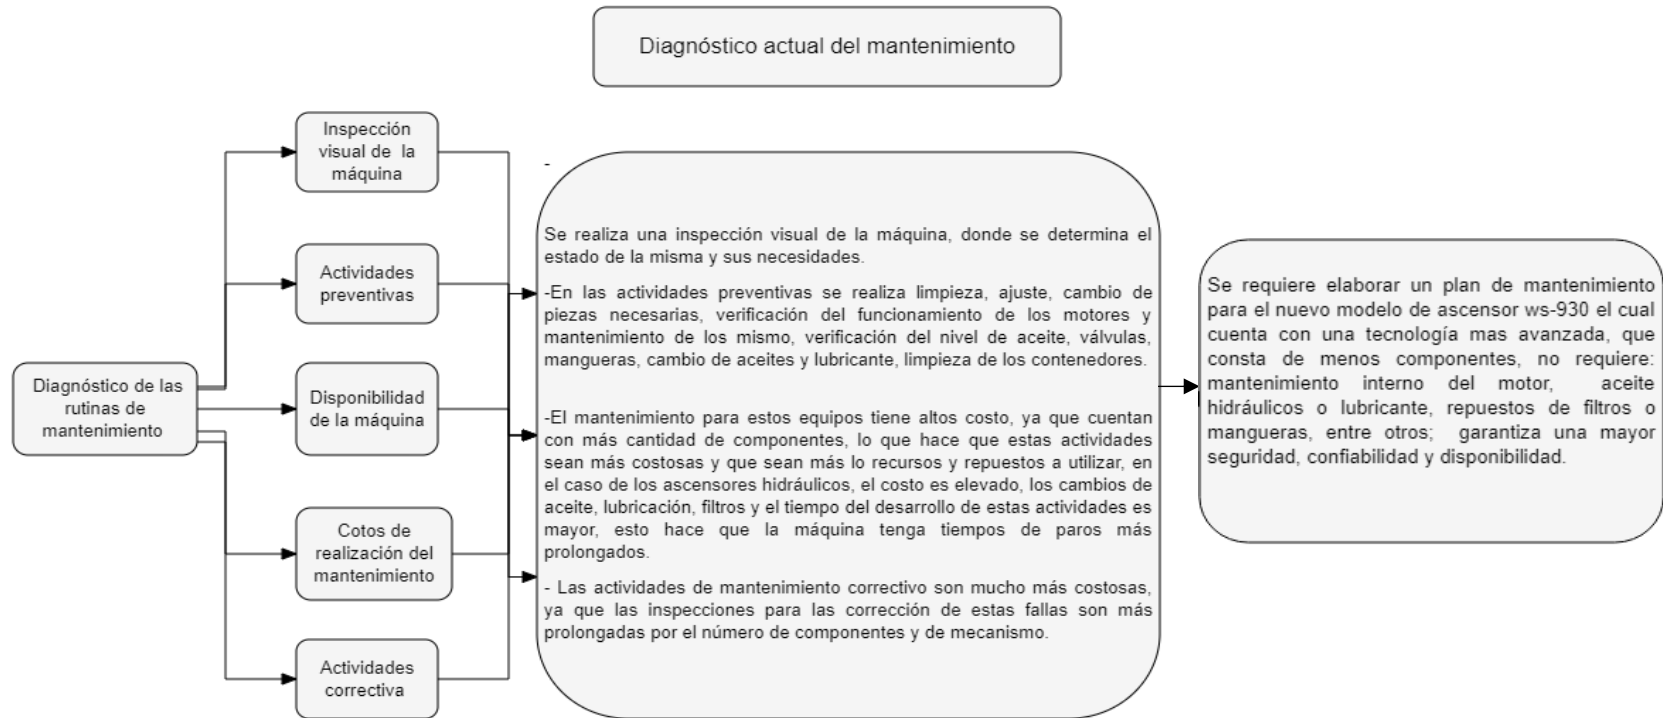 Diagnóstico actual del mantenimiento
Inspección
visual de la
máquina
Actividades
preventivas
Diagnóstico de las
rutinas de
mantenimiento
Disponibilidad
de la máquina
Cotos de
realización del
mantenimiento
Actividades
correctiva
-
Se realiza una inspección visual de la máquina, donde se determina el
estado de la misma y sus necesidades.
-En las actividades preventivas se realiza limpieza, ajuste, cambio de
piezas necesarias, verificación del funcionamiento de los motores y
mantenimiento de los mismo, verificación del nivel de aceite, válvulas,
mangueras, cambio de aceites y lubricante, limpieza de los contenedores.
-El mantenimiento para estos equipos tiene altos costo, ya que cuentan
con más cantidad de componentes, lo que hace que estas actividades
sean más costosas y que sean más lo recursos y repuestos a utilizar, en
el caso de los ascensores hidráulicos, el costo es elevado, los cambios de
aceite, lubricación, filtros y el tiempo del desarrollo de estas actividades es
mayor, esto hace que la máquina tenga tiempos de paros más
prolongados.
- Las actividades de mantenimiento correctivo son mucho más costosas,
ya que las inspecciones para las corrección de estas fallas son más
prolongadas por el número de componentes y de mecanismo.
Se requiere elaborar un plan de mantenimiento
para el nuevo modelo de ascensor ws-930 el cual
cuenta con una tecnología mas avanzada, que
consta de menos componentes, no requiere:
mantenimiento interno del motor, aceite
hidráulicos o lubricante, repuestos de filtros o
mangueras, entre otros; garantiza una mayor
seguridad, confiabilidad y disponibilidad.